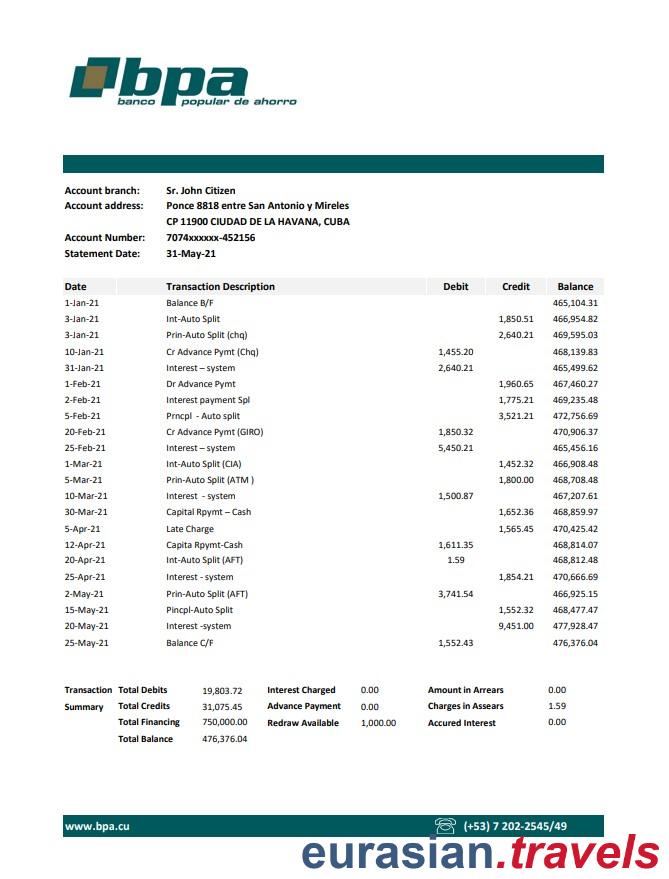 bpa
banco popular de ahorro
Account branch: Sr. John Citizen
Account address: Ponce 8818 entre San Antonio y Mireles
CP 11900 CIUDAD DE LA HAVANA, CUBA
Account Number: 7074xxxxxx-452156
Statement Date: 31-May-21
Date Transaction Description Debit Credit Balance
1-Jan-21 Balance B/F 465,104.31
3-Jan-21 Int-Auto Split 1,850.51 466,954.82
3-Jan-21 Prin-Auto Split (chq) 2,640.21 469,595.03
10-Jan-21 Cr Advance Pymt (Chq) 1,455.20 468,139.83
31-Jan-21 Interest – system 2,640.21 465,499.62
1-Feb-21 Dr Advance Pymt 1,960.65 467,460.27
2-Feb-21 Interest payment Spl 1,775.21 469,235.48
5-Feb-21 Prncpl - Auto split 3,521.21 472,756.69
20-Feb-21 Cr Advance Pymt (GIRO) 1,850.32 470,906.37
25-Feb-21 Interest – system 5,450.21 465,456.16
1-Mar-21 Int-Auto Split (CIA) 1,452.32 466,908.48
5-Mar-21 Prin-Auto Split (ATM ) 1,800.00 468,708.48
10-Mar-21 Interest - system 1,500.87 467,207.61
30-Mar-21 Capital Rpymt – Cash 1,652.36 468,859.97
5-Apr-21 Late Charge 1,565.45 470,425.42
12-Apr-21 Capita Rpymt-Cash 1,611.35 468,814.07
20-Apr-21 Int-Auto Split (AFT) 1.59 468,812.48
25-Apr-21 Interest - system 1,854.21 470,666.69
2-May-21 Prin-Auto Split (AFT) 3,741.54 466,925.15
15-May-21 Pincpl-Auto Split 1,552.32 468,477.47
20-May-21 Interest -system 9,451.00 477,928.47
25-May-21 Balance C/F 1,552.43 476,376.04
Transaction Total Debits 19,803.72 Interest Charged 0.00 Amount in Arrears 0.00
Summary Total Credits 31,075.45 Advance Payment 0.00 Charges in Assears 1.59
Total Financing 750,000.00 Redraw Available 1,000.00 Accured Interest 0.00
Total Balance 476,376.04
www.bpa.cu (+53) 7 202-2545/49
eurasian.travels